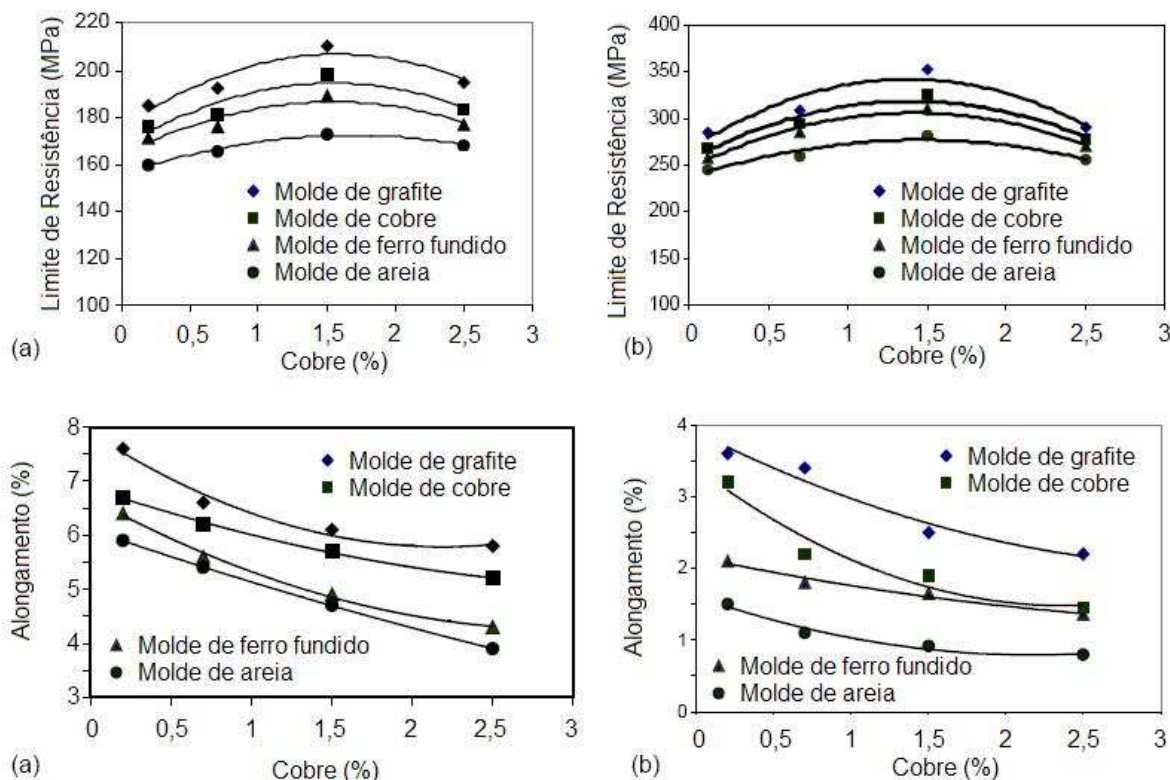 220
200
180
160
140
120
100
0
0,5
1
1,5
2
2,5
3
Limite de Resistência (MPa)
Molde de grafite
Molde de cobre
Molde de ferro fundido
Molde de areia
Cobre (%)
(a)
400
350
300
250
200
150
100
0
0,5
1
1,5
2
2,5
3
Limite de Resistência (MPa)
Molde de grafite
Molde de cobre
Molde de ferro fundido
Molde de areia
Cobre (%)
(b)
8
7
6
5
4
3
0
0,5
1
1,5
2
2,5
3
Alongamento (%)
Molde de grafite
Molde de cobre
Molde de ferro fundido
Molde de areia
Cobre (%)
(a)
4
3
2
1
0
0
0,5
1
1,5
2
2,5
3
Alongamento (%)
Molde de grafite
Molde de cobre
Molde de ferro fundido
Molde de areia
Cobre (%)
(b)